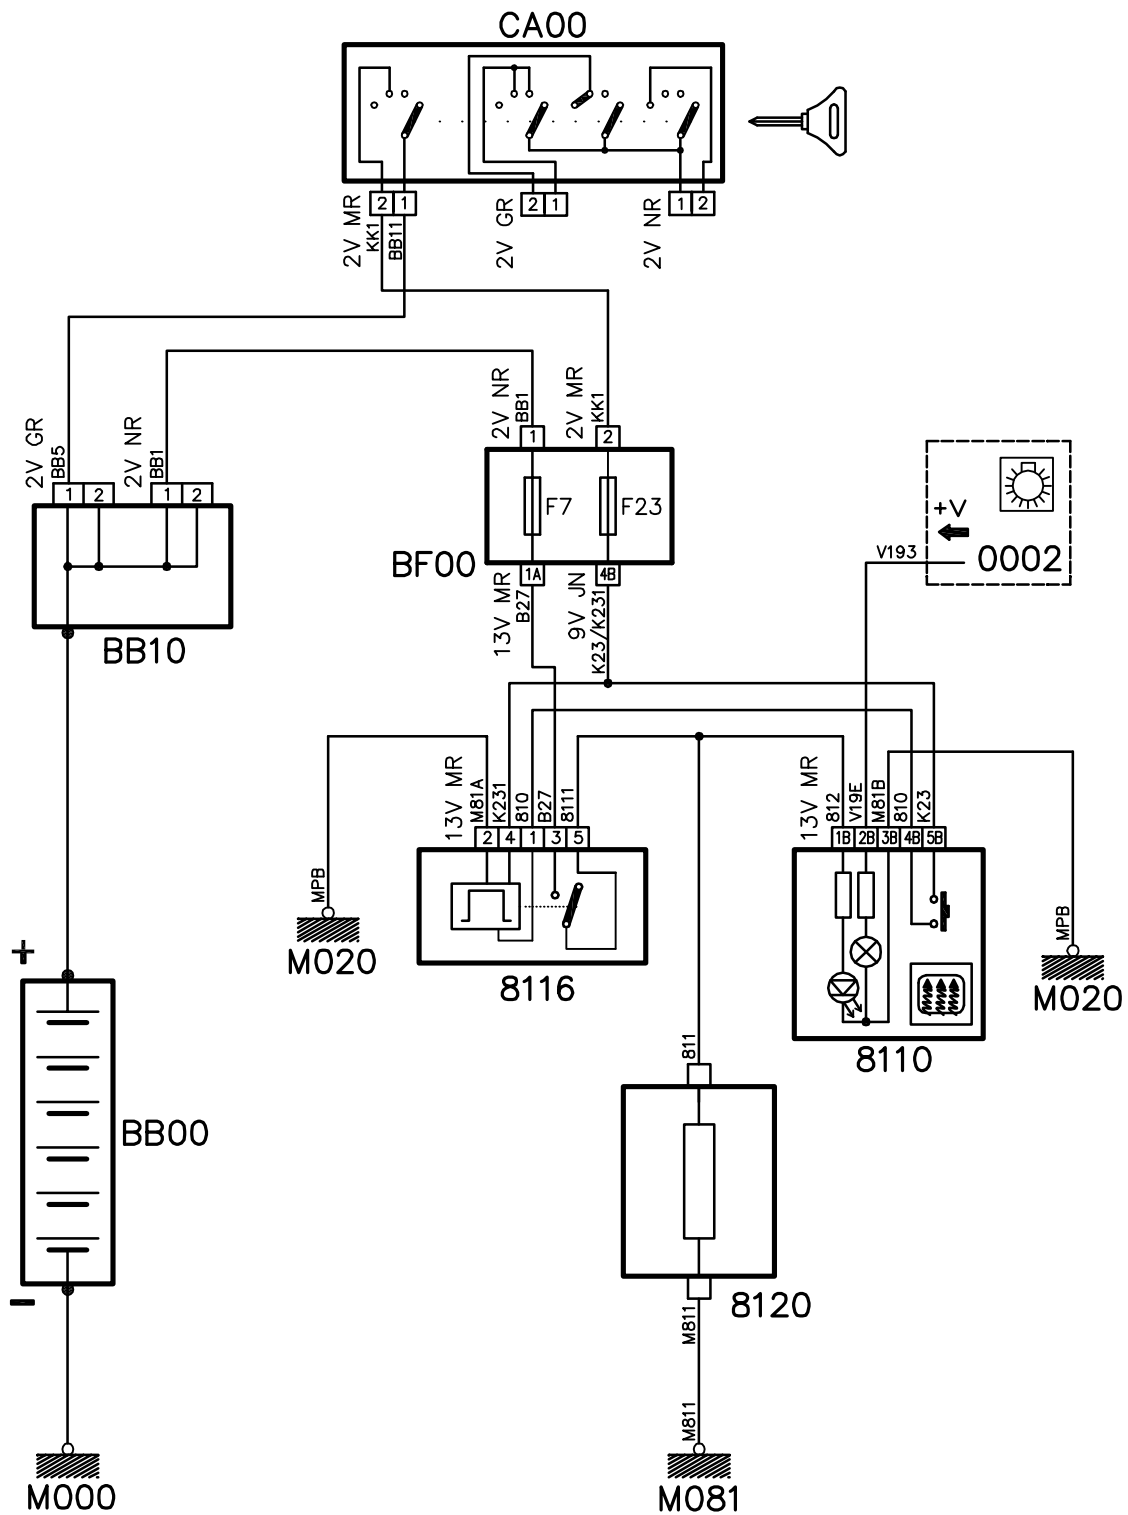 CA00
2 1
2 1
1 2
2V MR
KK1
BB11
2V GR
2V NR
2V GR
BB5
2V NR
BB1
2V NR
BB1
2V MR
KK1
1 2
1 2
1
2
F7
F23
BF00
1A
4B
+V
V193
0002
BB10
13V MR
B27
9V JN
K23/K231
13V MR
M81A
K231
810
B27
8111
13V MR
812
V19E
M81B
810
K23
2 4 1 3 5
1B 2B 3B 4B 5B
MPB
M020
8116
MPB
M020
8110
+
BB00
-
811
8120
M811
M811
M000
M081